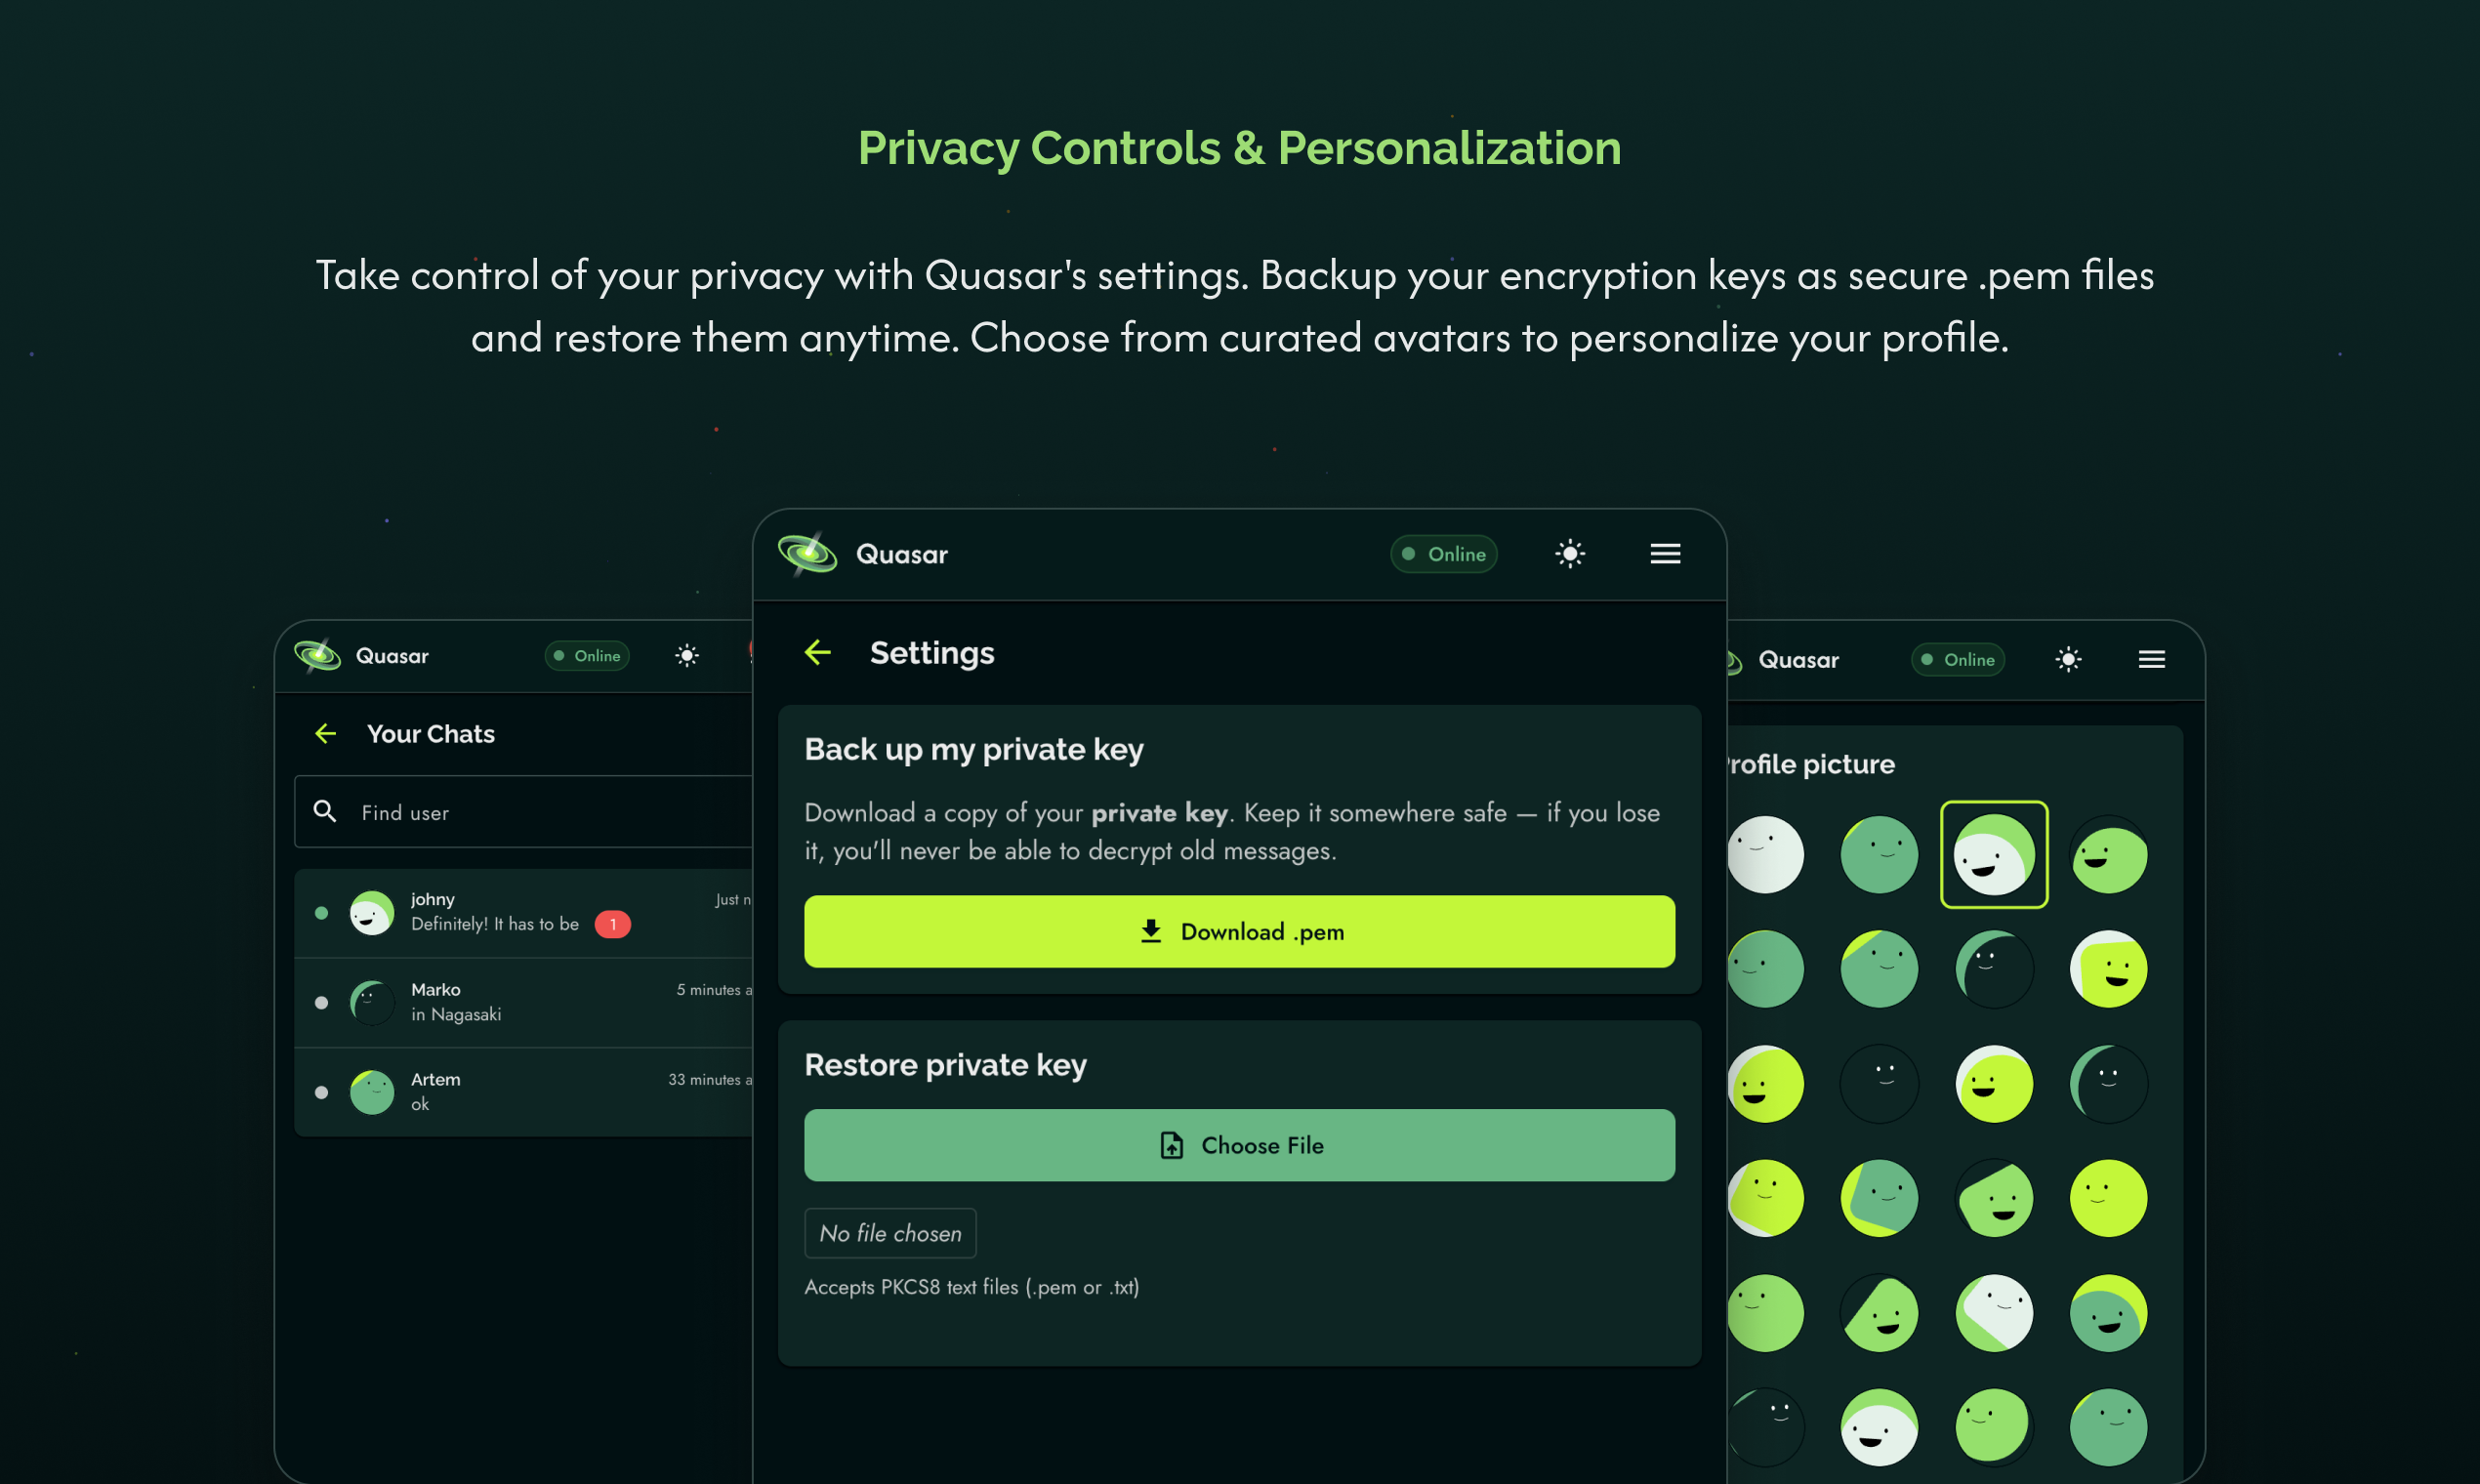 Privacy Controls & Personalization
Take control of your privacy with Quasar's settings. Backup your encryption keys as secure .pem files
and restore them anytime. Choose from curated avatars to personalize your profile.
Quasar
Online
Your Chats
Find user
johny
Just n
Definitely! It has to be
1
Marko
5 minutes a
in Nagasaki
Artem
33 minutes a
ok
Quasar
Online
Settings
Back up my private key
Download a copy of your private key. Keep it somewhere safe — if you lose
it, you'll never be able to decrypt old messages.
Download .pem
Restore private key
Choose File
No file chosen
Accepts PKCS8 text files (.pem or .txt)
Quasar
Online
rofile picture